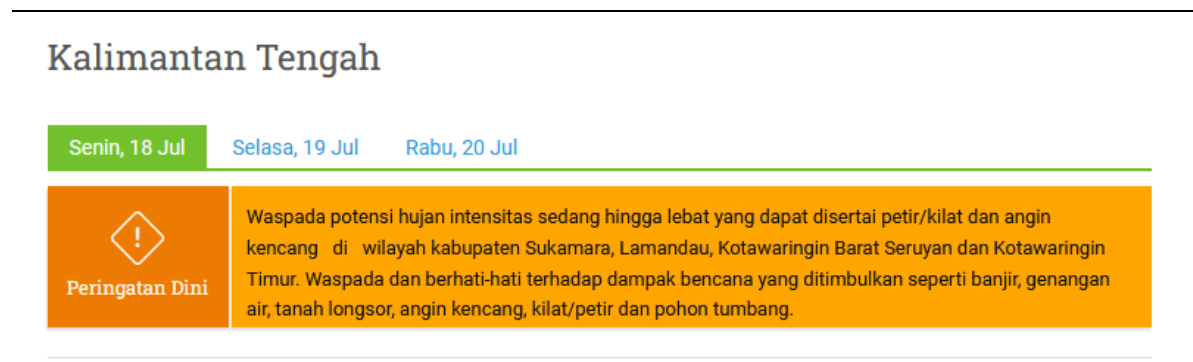 Kalimantan Tengah
Senin, 18 Jul
Selasa, 19 Jul
Rabu, 20 Jul
Peringatan Dini
Waspada potensi hujan intensitas sedang hingga lebat yang dapat disertai petir/kilat dan angin
kencang di wilayah kabupaten Sukamara, Lamandau, Kotawaringin Barat Seruyan dan Kotawaringin
Timur. Waspada dan berhati-hati terhadap dampak bencana yang ditimbulkan seperti banjir, genangan
air, tanah longsor, angin kencang, kilat/petir dan pohon tumbang.